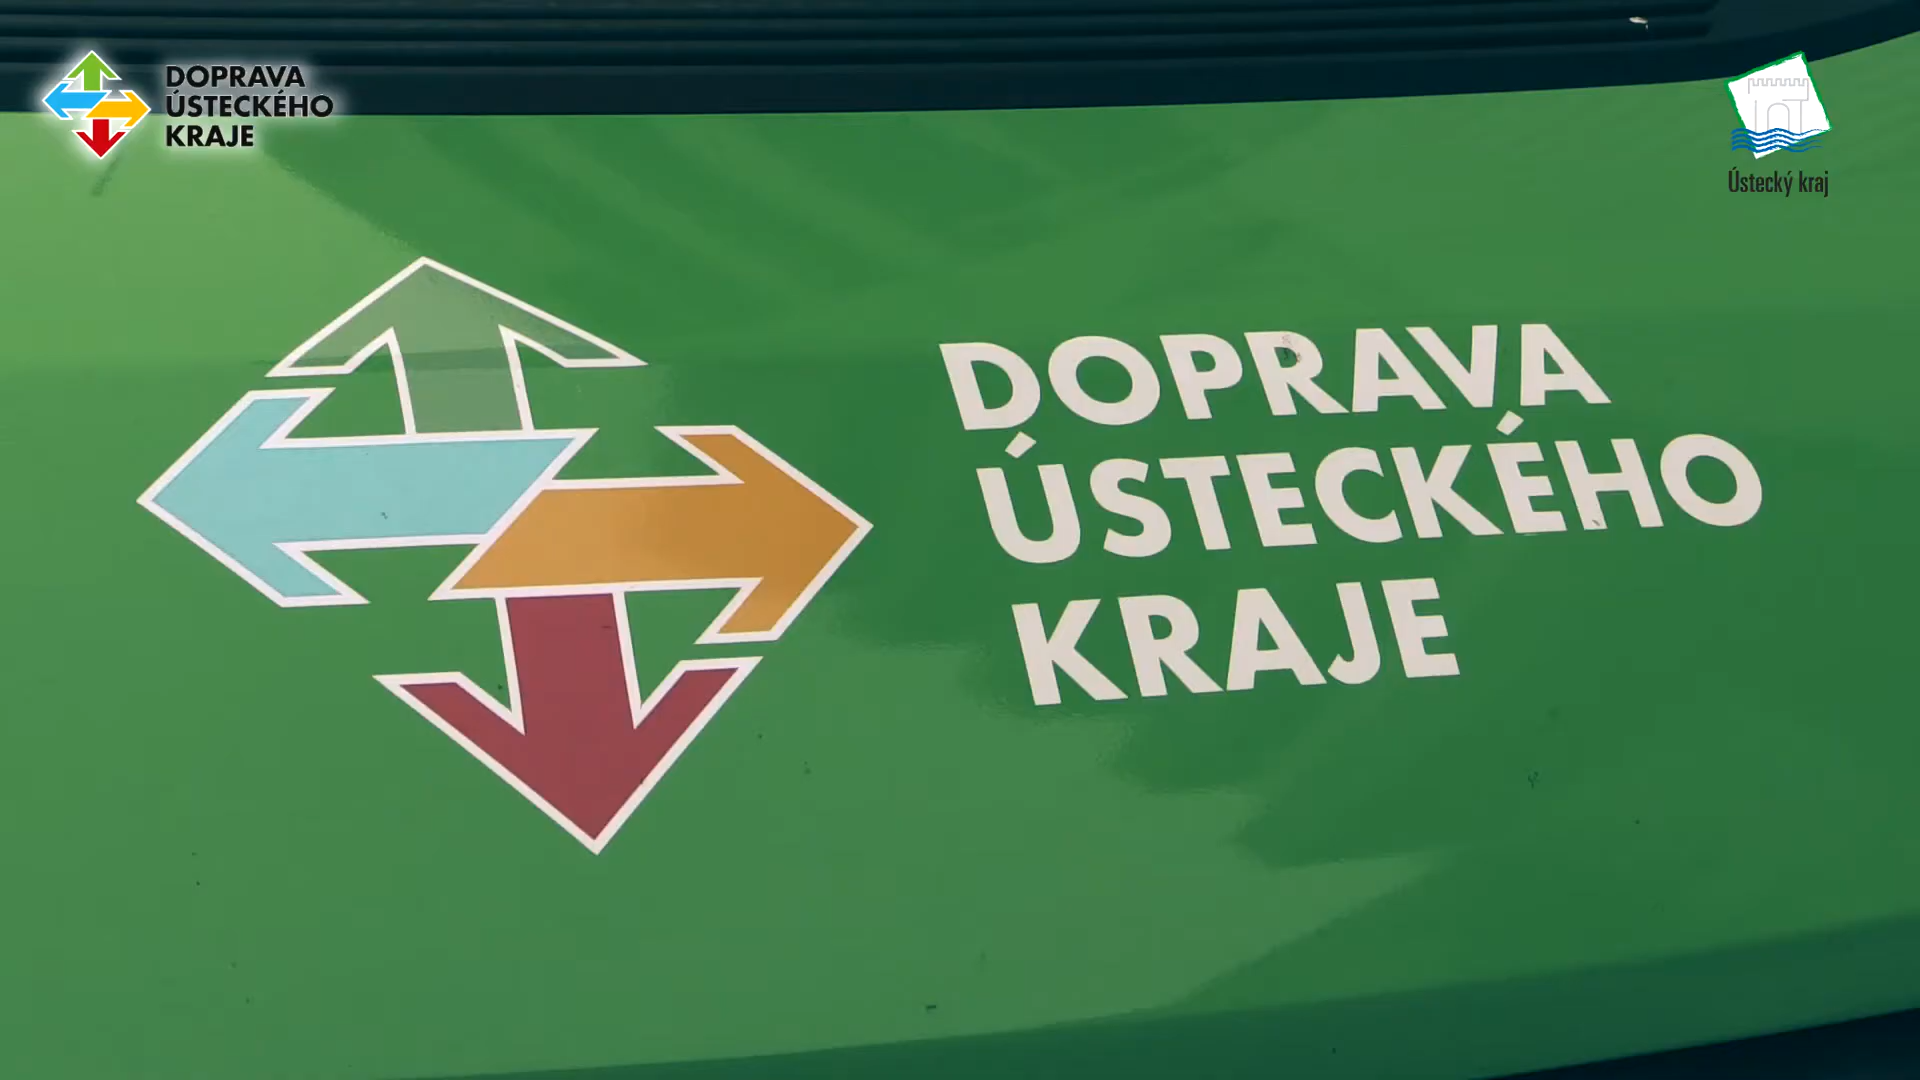 DOPRAVA
ÚSTECKÉHO
KRAJE
Ústecký kraj
DOPRAVA
ÚSTECKÉHO
KRAJE